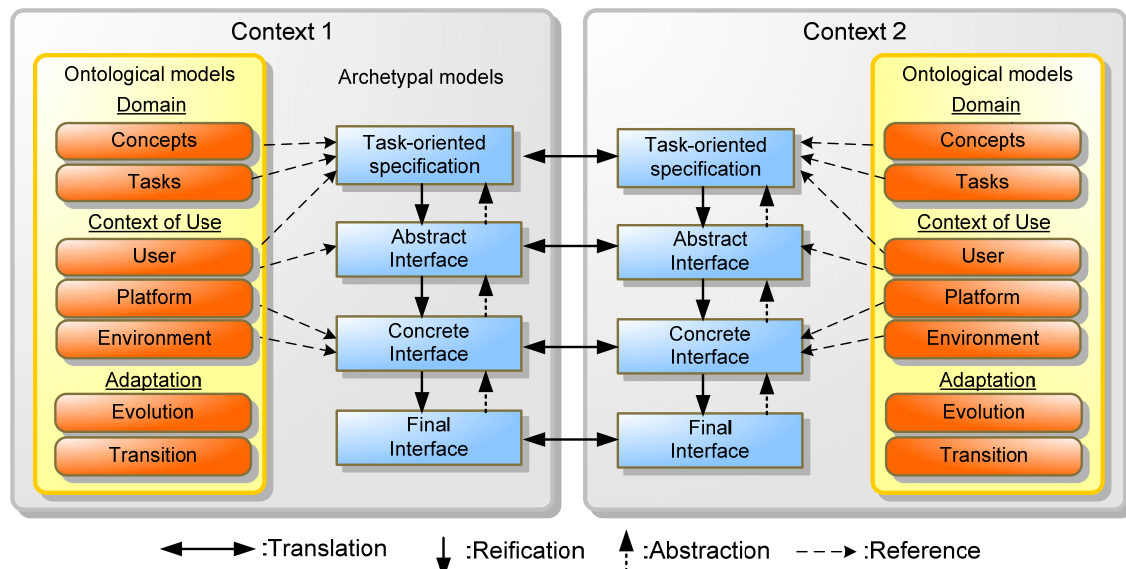 Context 1
Ontological models
Domain
Concepts
Tasks
Context of Use
User
Platform
Environment
Adaptation
Evolution
Transition
Archetypal models
Task-oriented
specification
Abstract
Interface
Concrete
Interface
Final
Interface
Context 2
Task-oriented
specification
Abstract
Interface
Concrete
Interface
Final
Interface
Ontological models
Domain
Concepts
Tasks
Context of Use
User
Platform
Environment
Adaptation
Evolution
Transition
:Translation :Reification :Abstraction :Reference